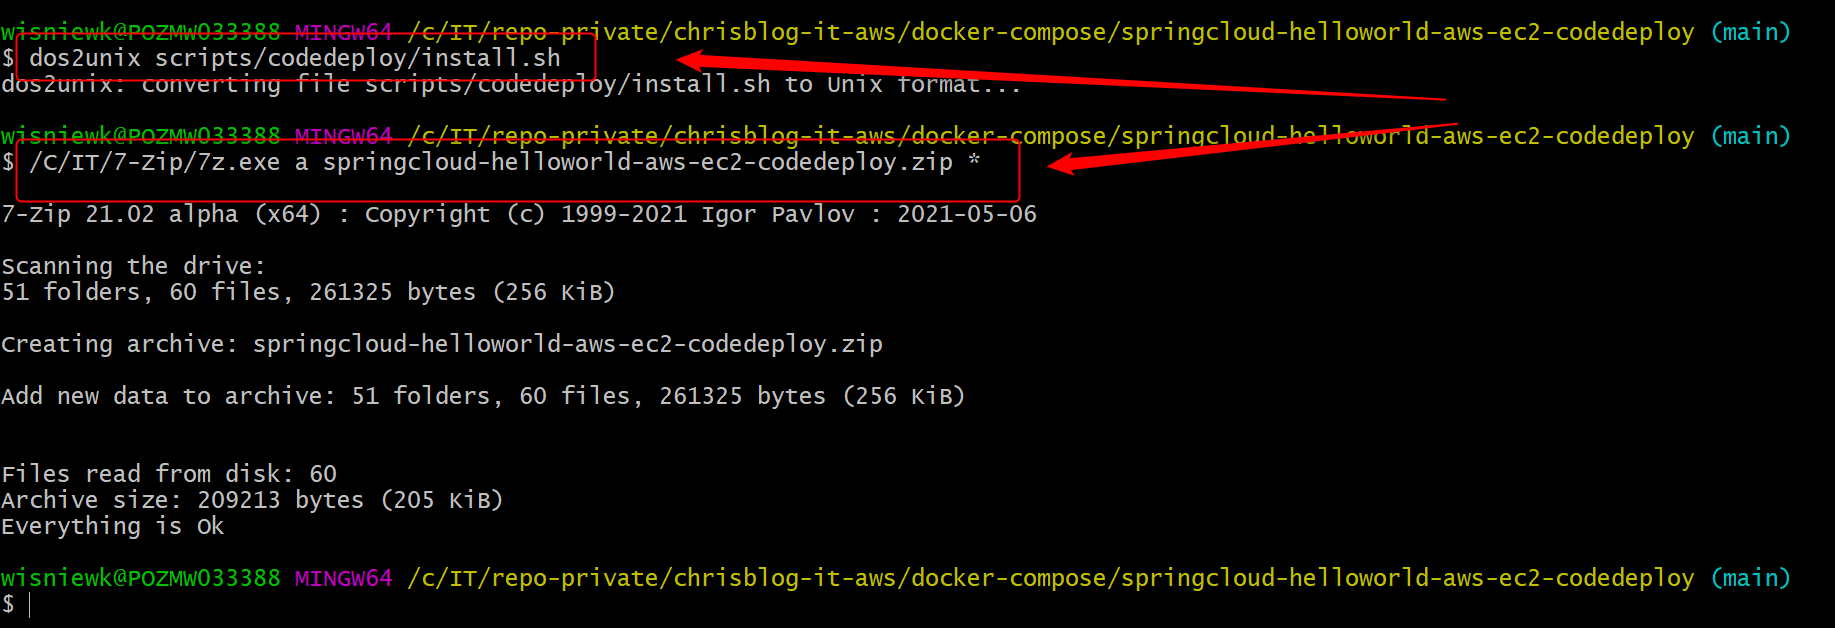 wisniewk@POZMW033388 MINGW64 /c/IT/repo-private/chrisblog-it-aws/docker-compose/springcloud-helloworld-aws-ec2-codedeploy (main)
$ dos2unix scripts/codedeploy/install.sh
dos2unix: converting file scripts/codedeploy/install.sh to Unix format...
wisniewk@POZMW033388 MINGW64 /c/IT/repo-private/chrisblog-it-aws/docker-compose/springcloud-helloworld-aws-ec2-codedeploy (main)
$ /C/IT/7-Zip/7z.exe a springcloud-helloworld-aws-ec2-codedeploy.zip *
7-Zip 21.02 alpha (x64) : Copyright (c) 1999-2021 Igor Pavlov : 2021-05-06
Scanning the drive:
51 folders, 60 files, 261325 bytes (256 KiB)
Creating archive: springcloud-helloworld-aws-ec2-codedeploy.zip
Add new data to archive: 51 folders, 60 files, 261325 bytes (256 KiB)
Files read from disk: 60
Archive size: 209213 bytes (205 KiB)
Everything is Ok
wisniewk@POZMW033388 MINGW64 /c/IT/repo-private/chrisblog-it-aws/docker-compose/springcloud-helloworld-aws-ec2-codedeploy (main)
$